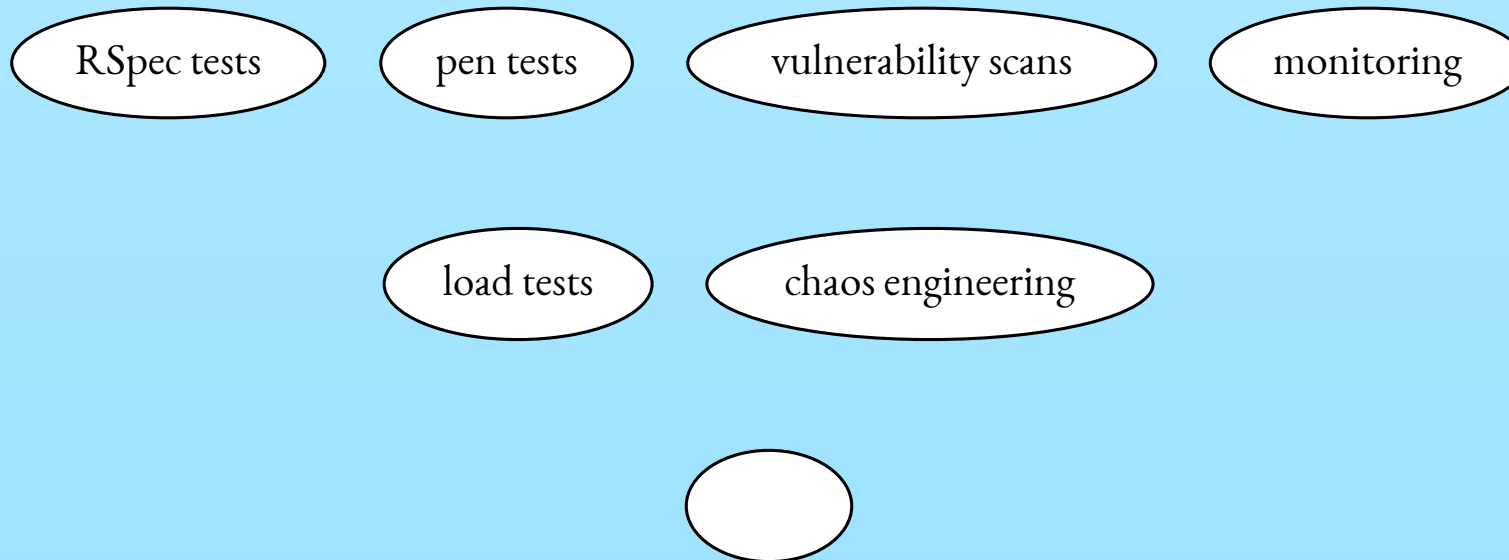 RSpec tests pen tests vulnerability scans monitoring
load tests chaos engineering